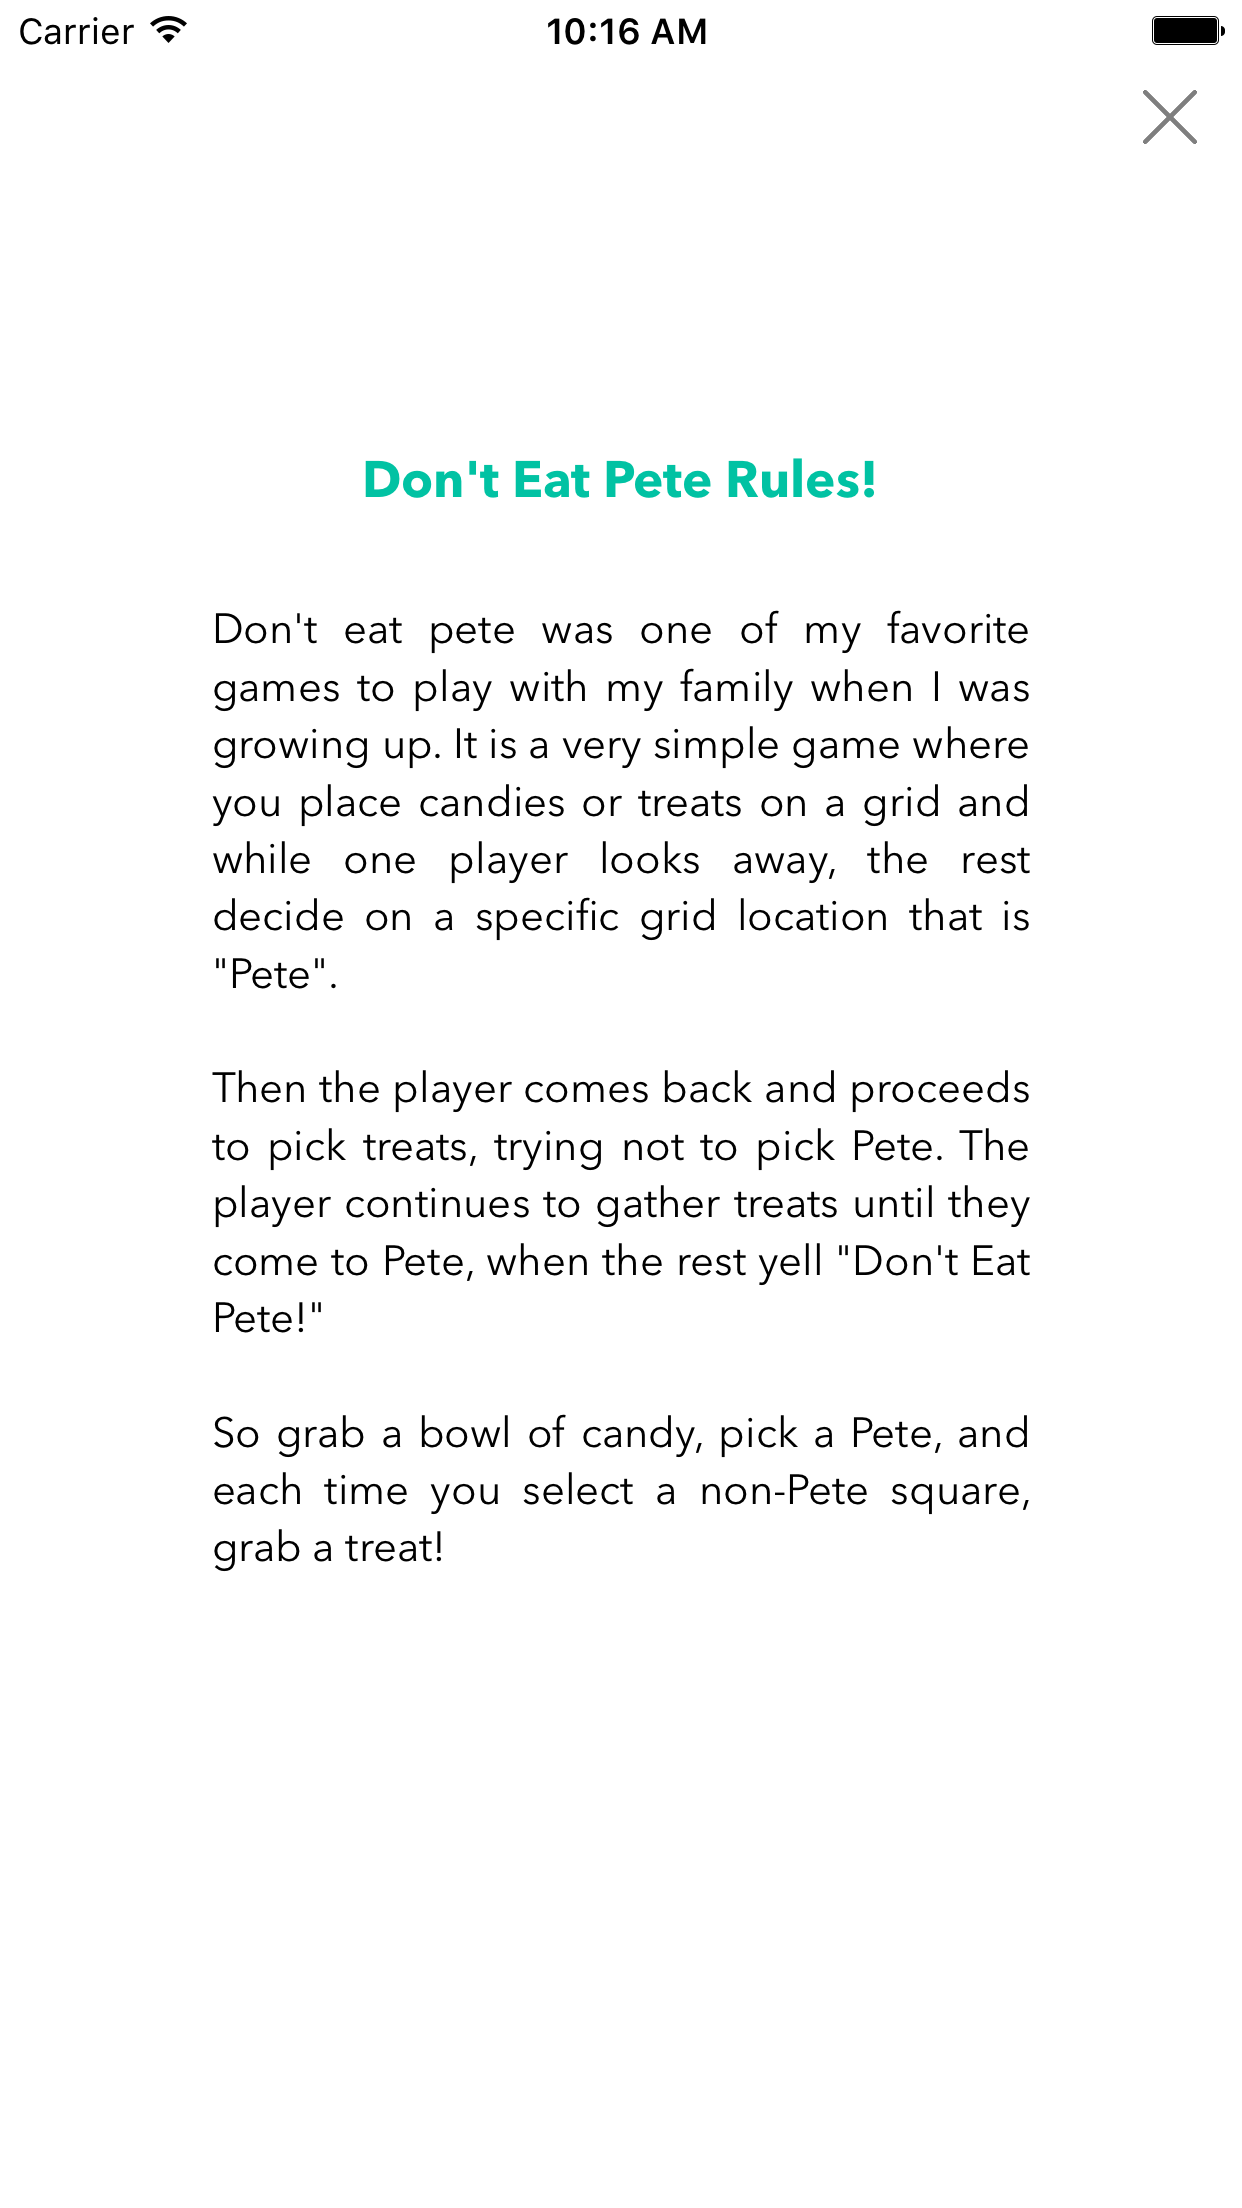 Carrier 10:16 AM
Don't Eat Pete Rules!
Don't eat pete was one of my favorite
games to play with my family when I was
growing up. It is a very simple game where
you place candies or treats on a grid and
while one player looks away, the rest
decide on a specific grid location that is
"Pete".
Then the player comes back and proceeds
to pick treats, trying not to pick Pete. The
player continues to gather treats until they
come to Pete, when the rest yell "Don't Eat
Pete!"
So grab a bowl of candy, pick a Pete, and
each time you select a non-Pete square,
grab a treat!